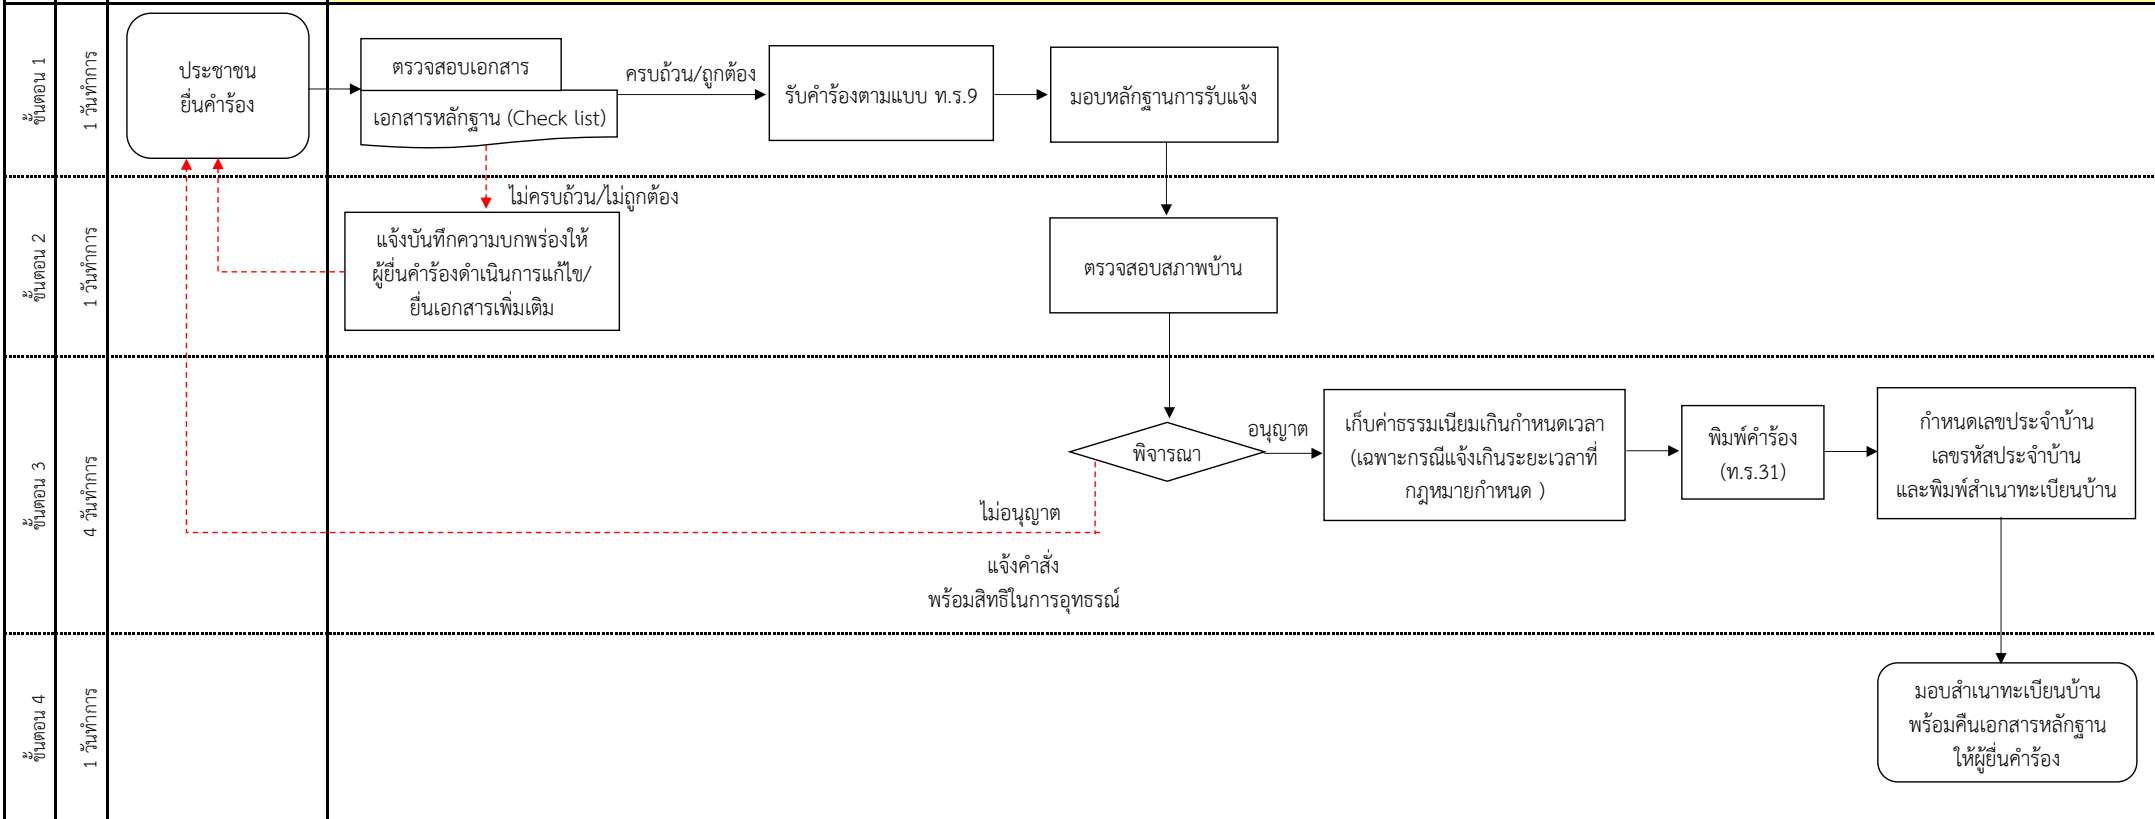 ขั้นตอน 1
1 วันทำการ
ประชาชน
ยื่นคำร้อง
ตรวจสอบเอกสาร
เอกสารหลักฐาน (Check list)
ครบถ้วน/ถูกต้อง
รับคำร้องตามแบบ ท.ร.9
มอบหลักฐานการรับแจ้ง
ขั้นตอน 2
1 วันทำการ
ไม่ครบถ้วน/ไม่ถูกต้อง
แจ้งบันทึกความบกพร่องให้
ผู้ยื่นคำร้องดำเนินการแก้ไข/
ยื่นเอกสารเพิ่มเติม
ตรวจสอบสภาพบ้าน
ขั้นตอน 3
4 วันทำการ
พิจารณา
อนุญาต
เก็บค่าธรรมเนียมเกินกำหนดเวลา
(เฉพาะกรณีแจ้งเกินระยะเวลาที่
กฎหมายกำหนด )
พิมพ์คำร้อง
(ท.ร.31)
กำหนดเลขประจำบ้าน
เลขรหัสประจำบ้าน
และพิมพ์สำเนาทะเบียนบ้าน
ไม่อนุญาต
แจ้งคำสั่ง
พร้อมสิทธิในการอุทธรณ์
ขั้นตอน 4
1 วันทำการ
มอบสำเนาทะเบียนบ้าน
พร้อมคืนเอกสารหลักฐาน
ให้ผู้ยื่นคำร้อง